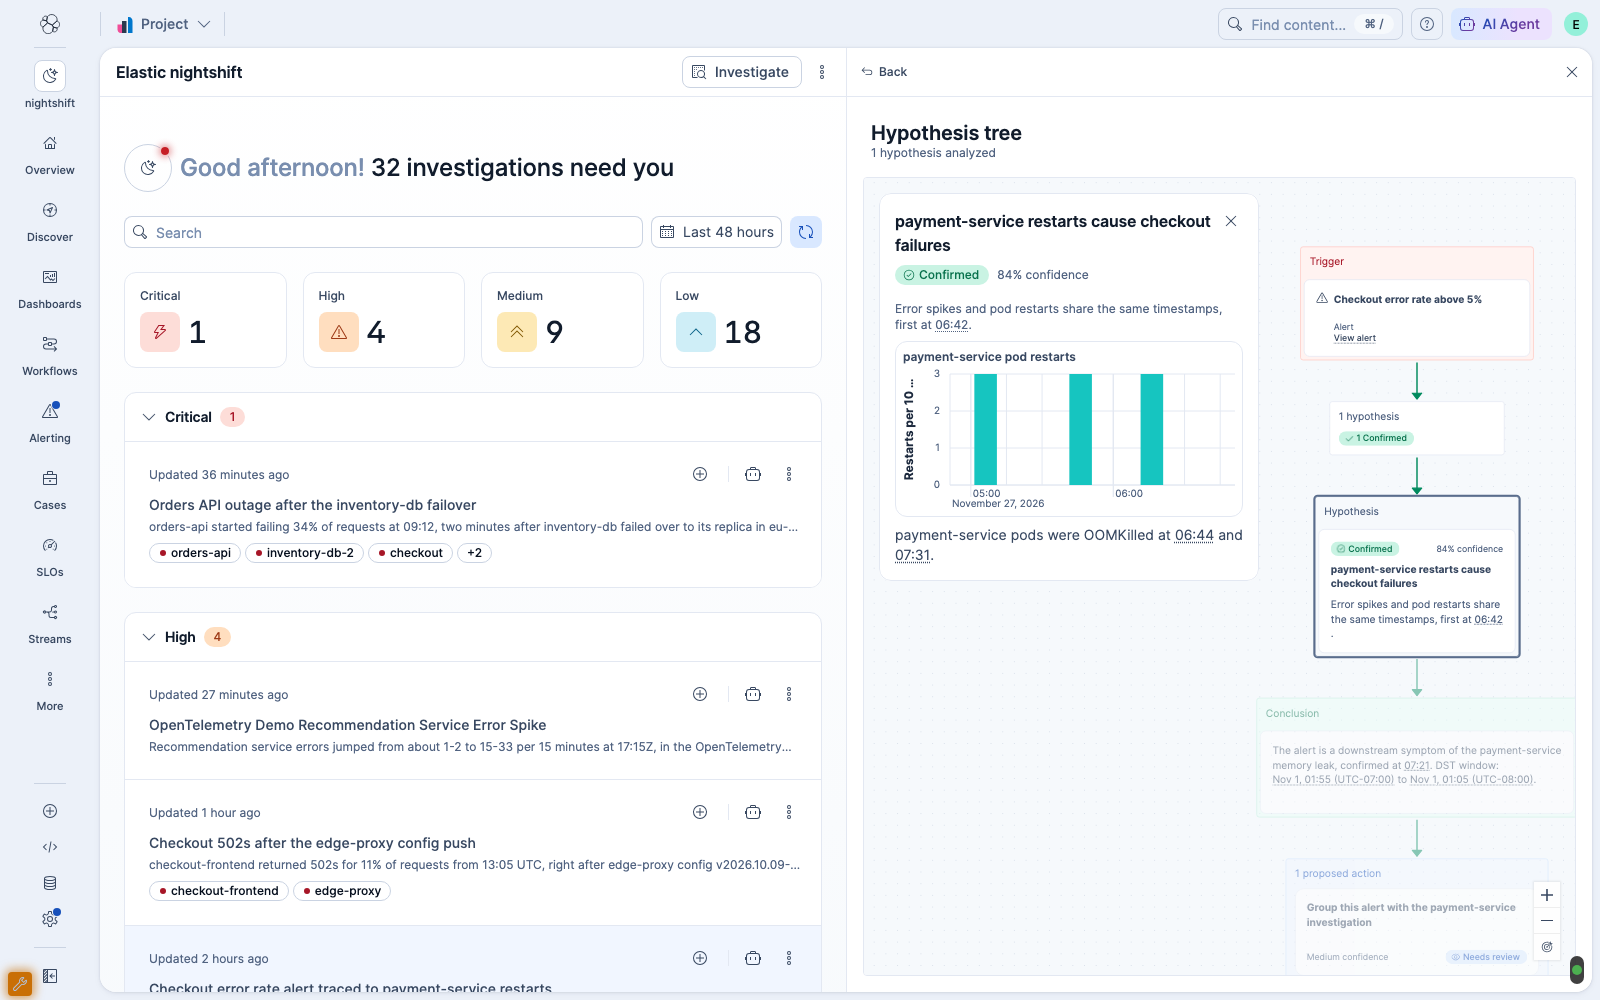 Project
Find content...
⌘ /
AI Agent
E
nightshift
Overview
Discover
Dashboards
Workflows
Alerting
Cases
SLOs
Streams
More
Elastic nightshift
Investigate
Good afternoon! 32 investigations need you
Search
Last 48 hours
Critical
1
High
4
Medium
9
Low
18
Critical 1
Updated 36 minutes ago
Orders API outage after the inventory-db failover
orders-api started failing 34% of requests at 09:12, two minutes after inventory-db failed over to its replica in eu-...
orders-api
inventory-db-2
checkout
+2
High 4
Updated 27 minutes ago
OpenTelemetry Demo Recommendation Service Error Spike
Recommendation service errors jumped from about 1-2 to 15-33 per 15 minutes at 17:15Z, in the OpenTelemetry...
Updated 1 hour ago
Checkout 502s after the edge-proxy config push
checkout-frontend returned 502s for 11% of requests from 13:05 UTC, right after edge-proxy config v2026.10.09-...
checkout-frontend
edge-proxy
Updated 2 hours ago
Checkout error rate alert traced to payment-service restarts
Back
Hypothesis tree
1 hypothesis analyzed
payment-service restarts cause checkout
failures
Confirmed
84% confidence
Error spikes and pod restarts share the same timestamps,
first at 06:42.
payment-service pod restarts
Restarts per 10 ...
3
2
1
0
05:00
November 27, 2026
06:00
payment-service pods were OOMKilled at 06:44 and
07:31.
Trigger
Checkout error rate above 5%
Alert
View alert
1 hypothesis
1 Confirmed
Hypothesis
Confirmed
84% confidence
payment-service restarts cause
checkout failures
Error spikes and pod restarts share
the same timestamps, first at 06:42
.
Conclusion
The alert is a downstream symptom of the payment-service
memory leak, confirmed at 07:21. DST window:
Nov 1, 01:55 (UTC-07:00) to Nov 1, 01:05 (UTC-08:00).
1 proposed action
Group this alert with the payment-service
investigation
Medium confidence
Needs review